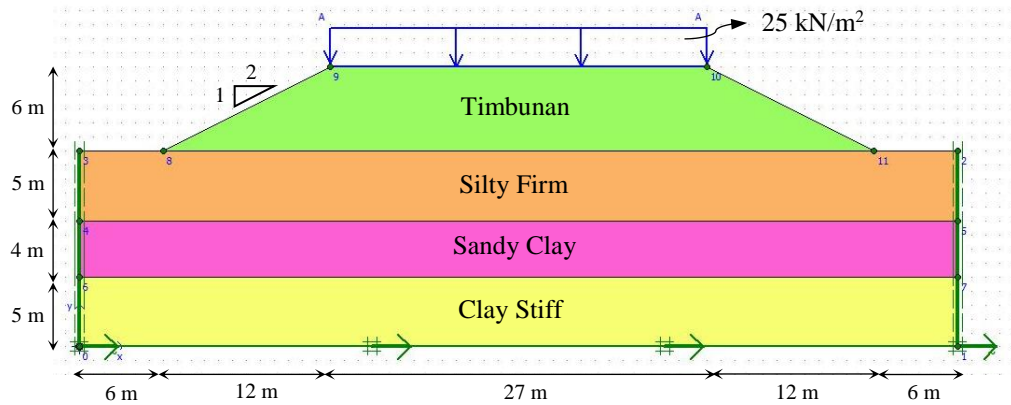 A
A
25 kN/m²
2
1
9
10
6 m
Timbunan
3
8
11
2
5 m
Silty Firm
4
5
4 m
Sandy Clay
6
7
5 m
Clay Stiff
y
0
x
1
6 m
12 m
27 m
12 m
6 m